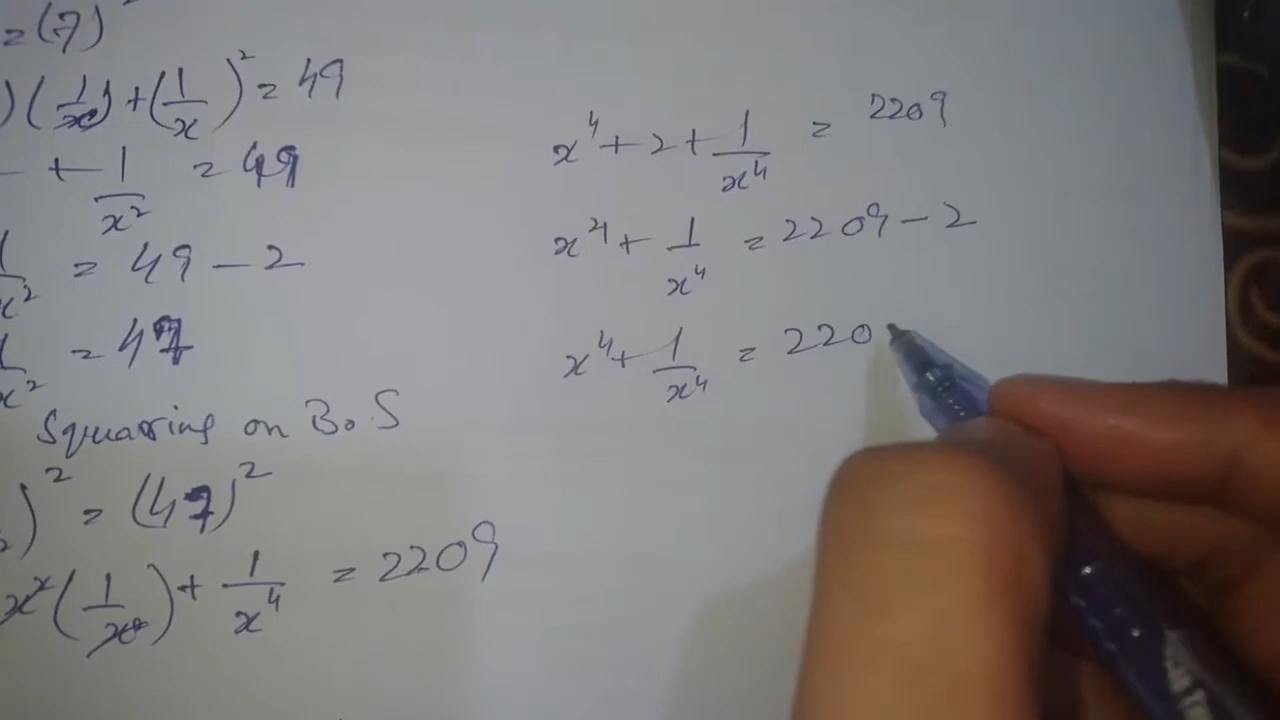 =(7)
)(1/x)+(1/x)²=49
+ 1/x² = 49
1/x² = 49-2
1/x² = 47
Squarring on B.S
)² = (47)²
x²(1/x²)+ 1/x⁴ = 2209
x⁴+2+1/x⁴ = 2209
x⁴+ 1/x⁴ = 2209-2
x⁴+ 1/x⁴ = 220